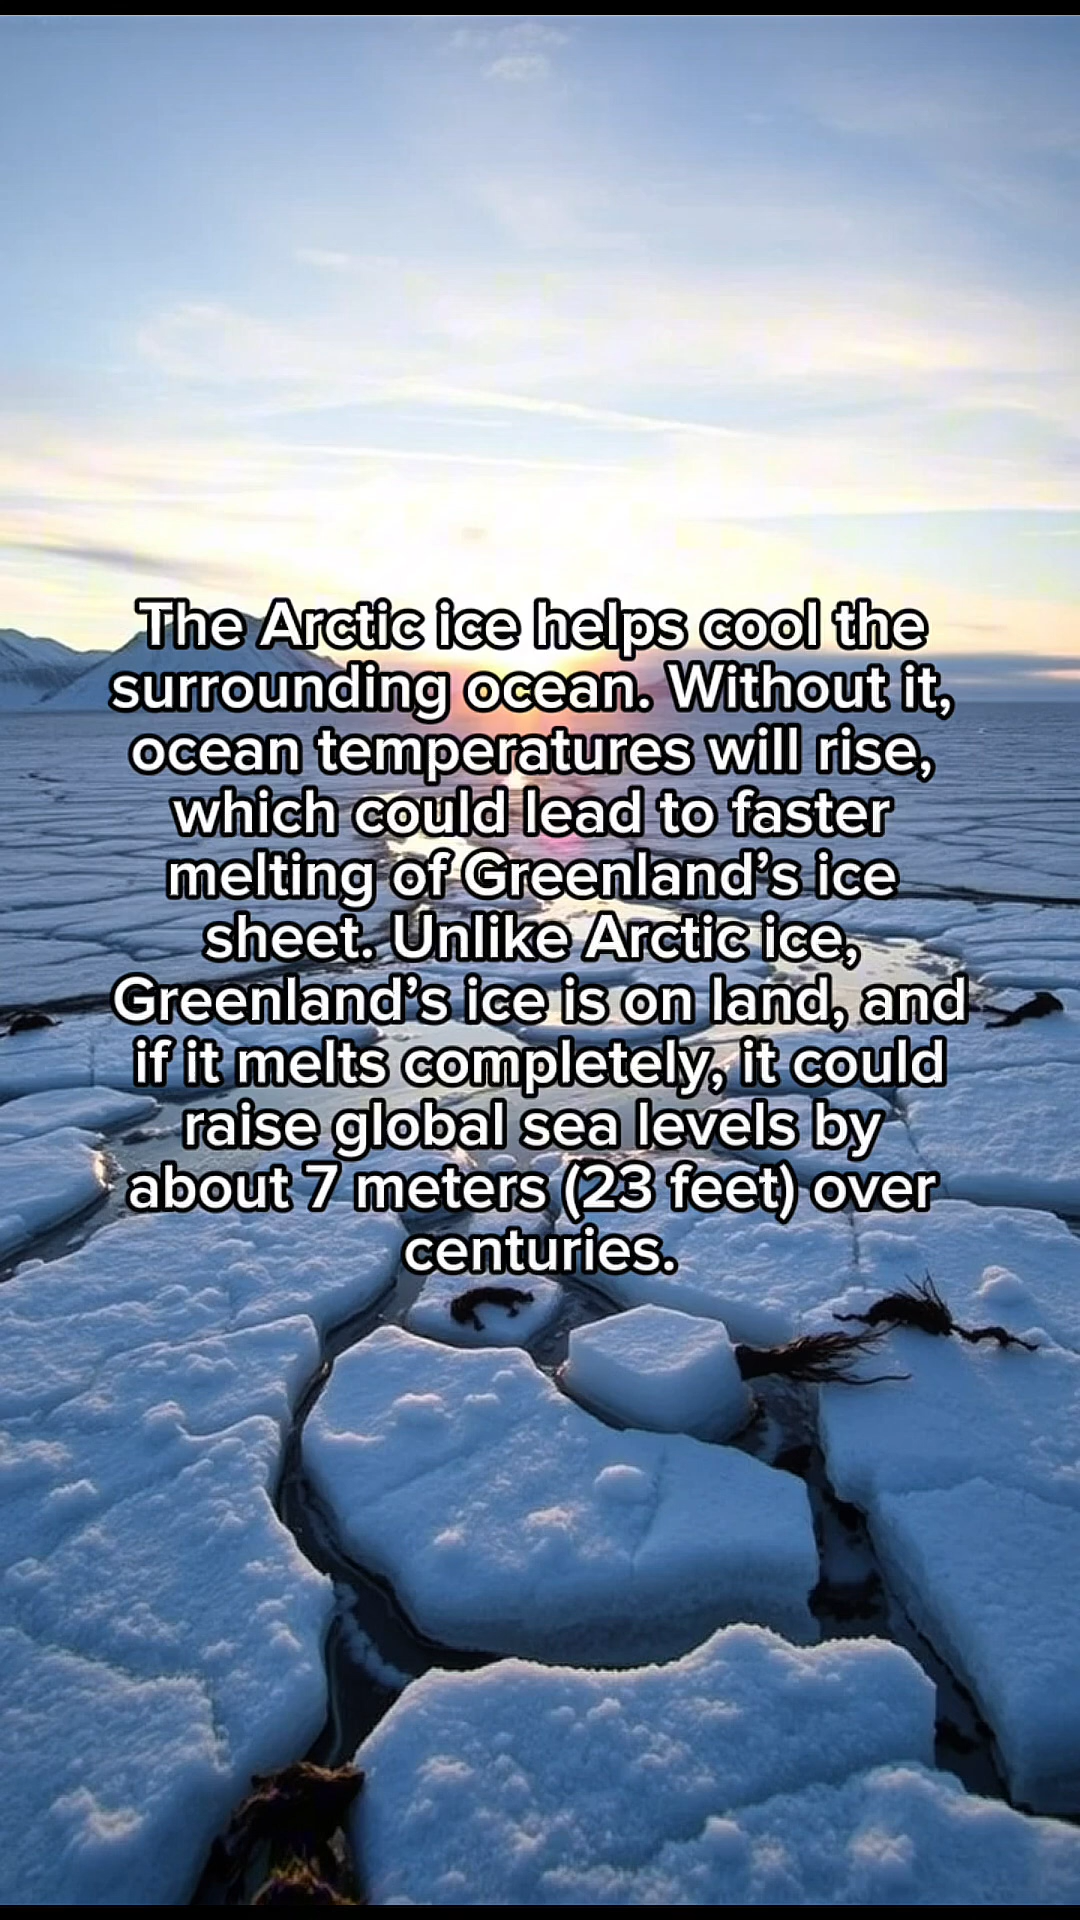 The Arctic ice helps cool the
surrounding ocean. Without it,
ocean temperatures will rise,
which could lead to faster
melting of Greenland’s ice
sheet. Unlike Arctic ice,
Greenland’s ice is on land, and
if it melts completely, it could
raise global sea levels by
about 7 meters (23 feet) over
centuries.